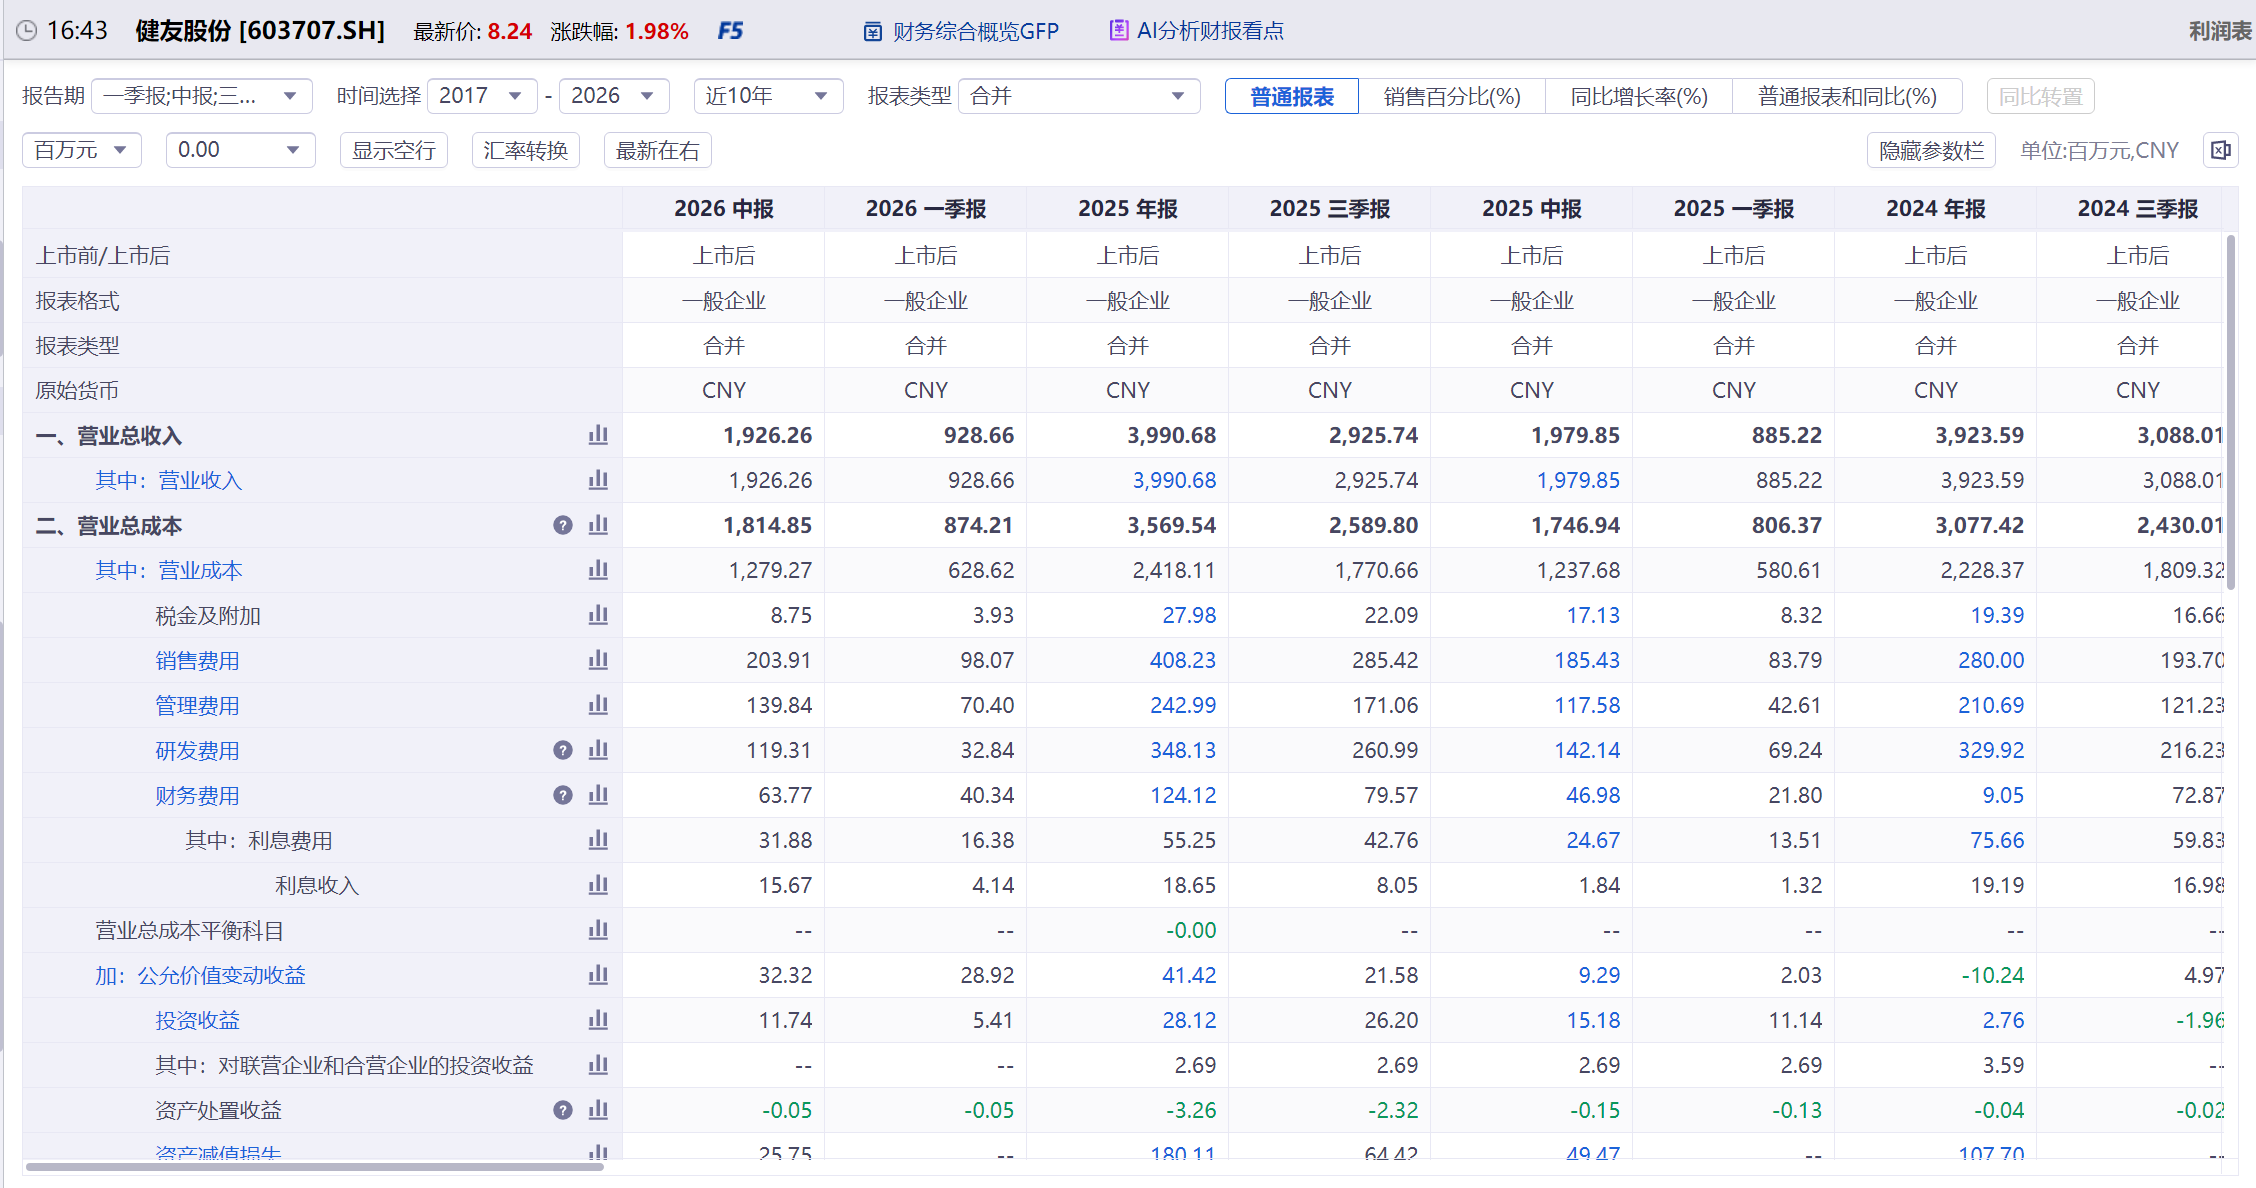 16:43 健友股份 [603707.SH] 最新价: 8.24 涨跌幅: 1.98% F5 财务综合概览GFP AI分析财报看点 利润表
报告期 一季报;中报;三... 时间选择 2017 - 2026 近10年 报表类型 合并 普通报表 销售百分比(%) 同比增长率(%) 普通报表和同比(%) 同比转置
百万元 0.00 显示空行 汇率转换 最新在右 隐藏参数栏 单位:百万元,CNY
2026 中报 2026 一季报 2025 年报 2025 三季报 2025 中报 2025 一季报 2024 年报 2024 三季报
上市前/上市后 上市后 上市后 上市后 上市后 上市后 上市后 上市后 上市后
报表格式 一般企业 一般企业 一般企业 一般企业 一般企业 一般企业 一般企业 一般企业
报表类型 合并 合并 合并 合并 合并 合并 合并 合并
原始货币 CNY CNY CNY CNY CNY CNY CNY CNY
一、营业总收入 1,926.26 928.66 3,990.68 2,925.74 1,979.85 885.22 3,923.59 3,088.01
其中：营业收入 1,926.26 928.66 3,990.68 2,925.74 1,979.85 885.22 3,923.59 3,088.01
二、营业总成本 ? 1,814.85 874.21 3,569.54 2,589.80 1,746.94 806.37 3,077.42 2,430.01
其中：营业成本 1,279.27 628.62 2,418.11 1,770.66 1,237.68 580.61 2,228.37 1,809.32
税金及附加 8.75 3.93 27.98 22.09 17.13 8.32 19.39 16.66
销售费用 203.91 98.07 408.23 285.42 185.43 83.79 280.00 193.70
管理费用 139.84 70.40 242.99 171.06 117.58 42.61 210.69 121.23
研发费用 ? 119.31 32.84 348.13 260.99 142.14 69.24 329.92 216.23
财务费用 ? 63.77 40.34 124.12 79.57 46.98 21.80 9.05 72.87
其中：利息费用 31.88 16.38 55.25 42.76 24.67 13.51 75.66 59.83
利息收入 15.67 4.14 18.65 8.05 1.84 1.32 19.19 16.98
营业总成本平衡科目 -- -- -0.00 -- -- -- -- --
加：公允价值变动收益 32.32 28.92 41.42 21.58 9.29 2.03 -10.24 4.97
投资收益 11.74 5.41 28.12 26.20 15.18 11.14 2.76 -1.96
其中：对联营企业和合营企业的投资收益 -- -- 2.69 2.69 2.69 2.69 3.59 --
资产处置收益 ? -0.05 -0.05 -3.26 -2.32 -0.15 -0.13 -0.04 -0.02
资产减值损失 25.75 -- 180.11 64.42 49.47 -- 107.70 --